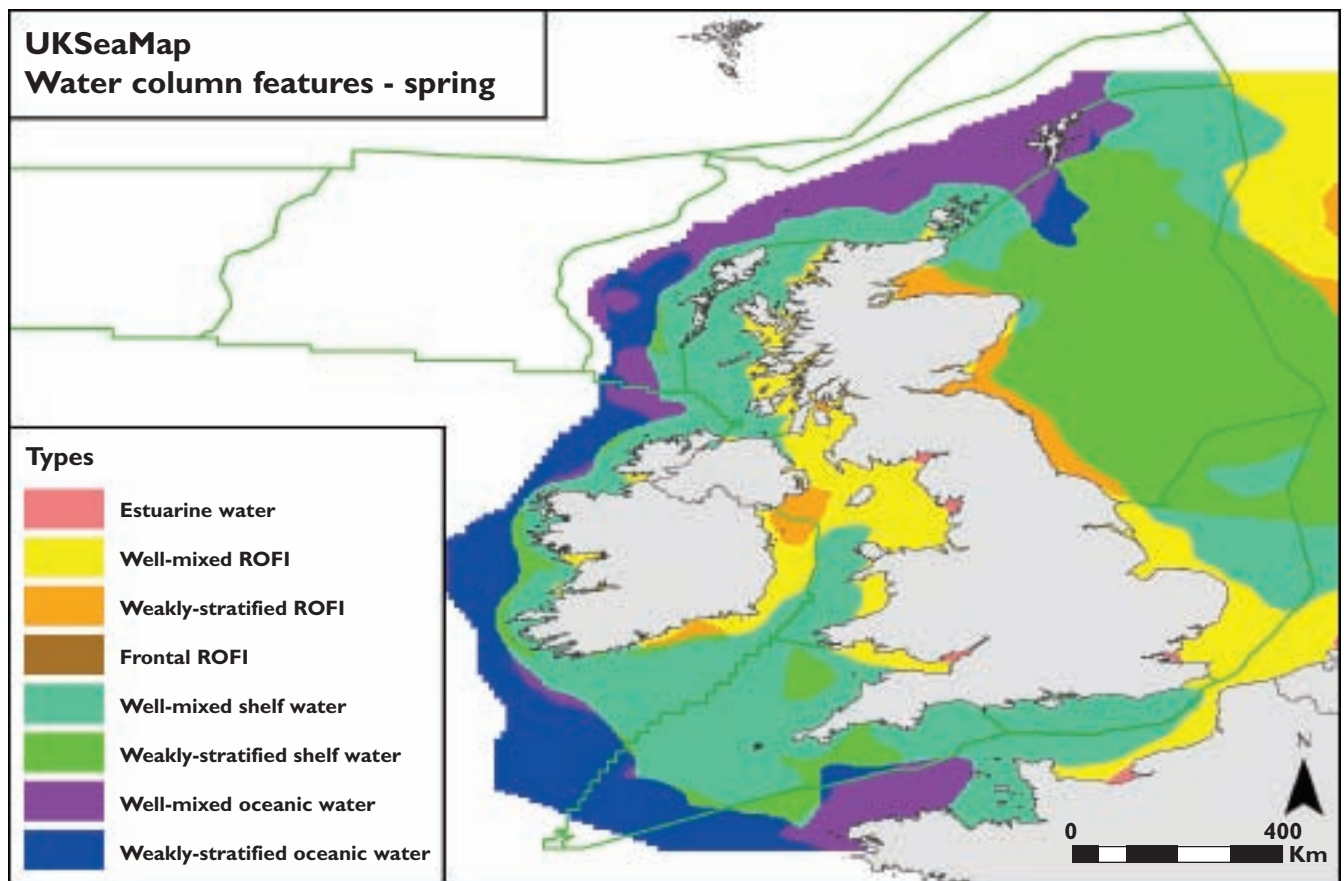 UKSeaMap
Water column features - spring
Types
Estuarine water
Well-mixed ROFI
Weakly-stratified ROFI
Frontal ROFI
Well-mixed shelf water
Weakly-stratified shelf water
Well-mixed oceanic water
Weakly-stratified oceanic water
N
0 400
Km